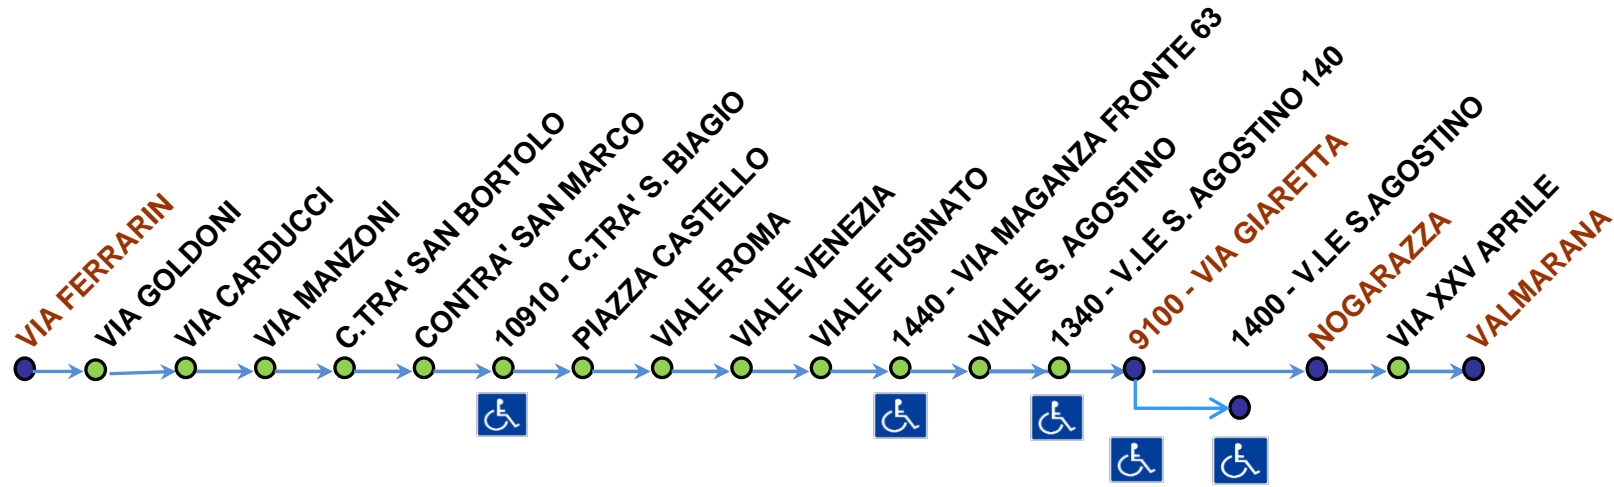 VIA FERRARIN
VIA GOLDONI
VIA CARDUCCI
VIA MANZONI
C.TRA' SAN BORTOLO
CONTRA' SAN MARCO
10910 - C.TRA' S. BIAGIO
PIAZZA CASTELLO
VIALE ROMA
VIALE VENEZIA
VIALE FUSINATO
1440 - VIA MAGANZA FRONTE 63
VIALE S. AGOSTINO
1340 - V.LE S. AGOSTINO 140
9100 - VIA GIARETTA
1400 - V.LE S.AGOSTINO
NOGARAZZA
VIA XXV APRILE
VALMARANA